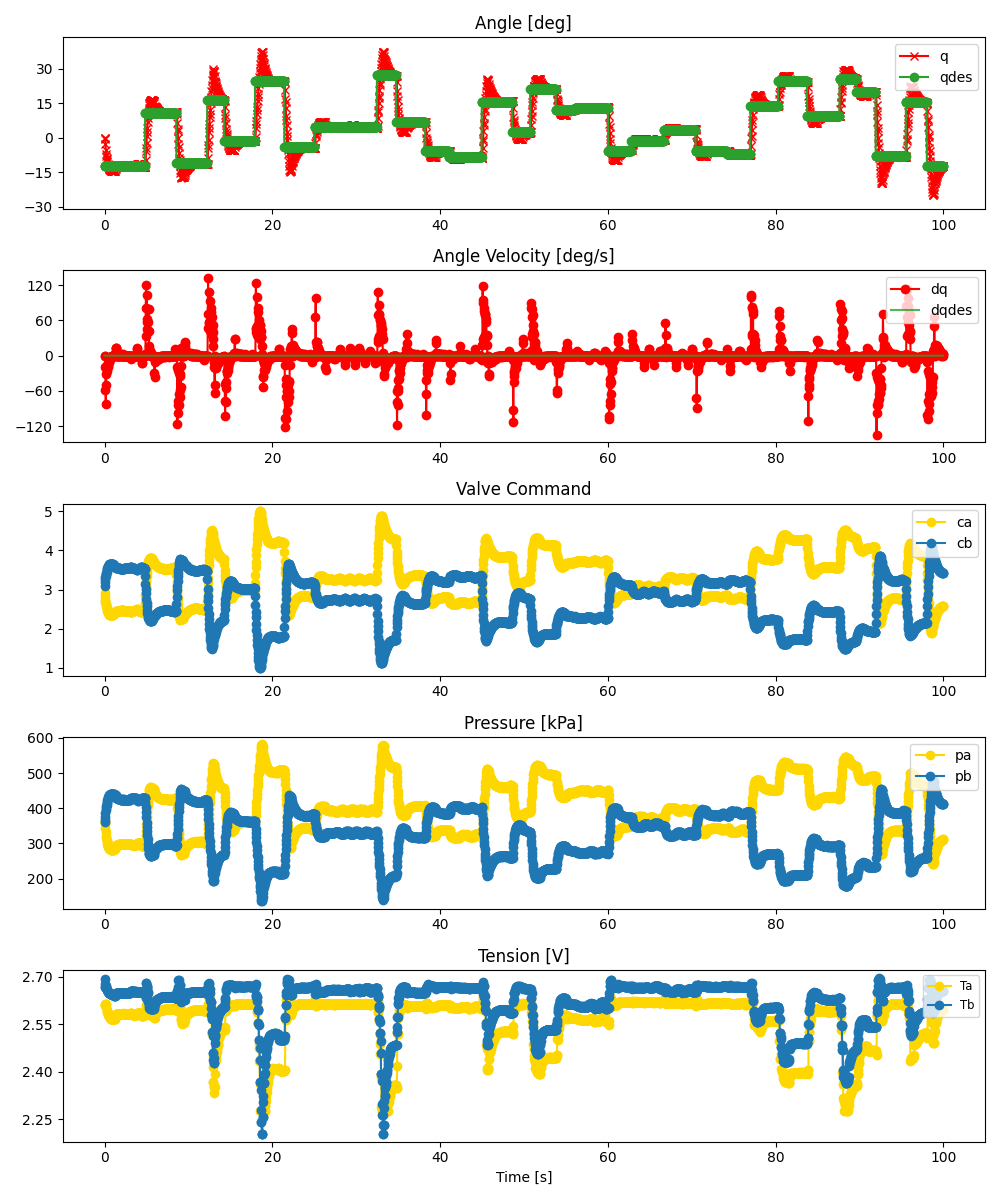 Angle [deg]
30
15
0
−15
−30
q
qdes
0 20 40 60 80 100
Angle Velocity [deg/s]
120
60
0
−60
−120
dq
dqdes
0 20 40 60 80 100
Valve Command
5
4
3
2
1
ca
cb
0 20 40 60 80 100
Pressure [kPa]
600
500
400
300
200
pa
pb
0 20 40 60 80 100
Tension [V]
2.70
2.55
2.40
2.25
Ta
Tb
0 20 40 60 80 100
Time [s]